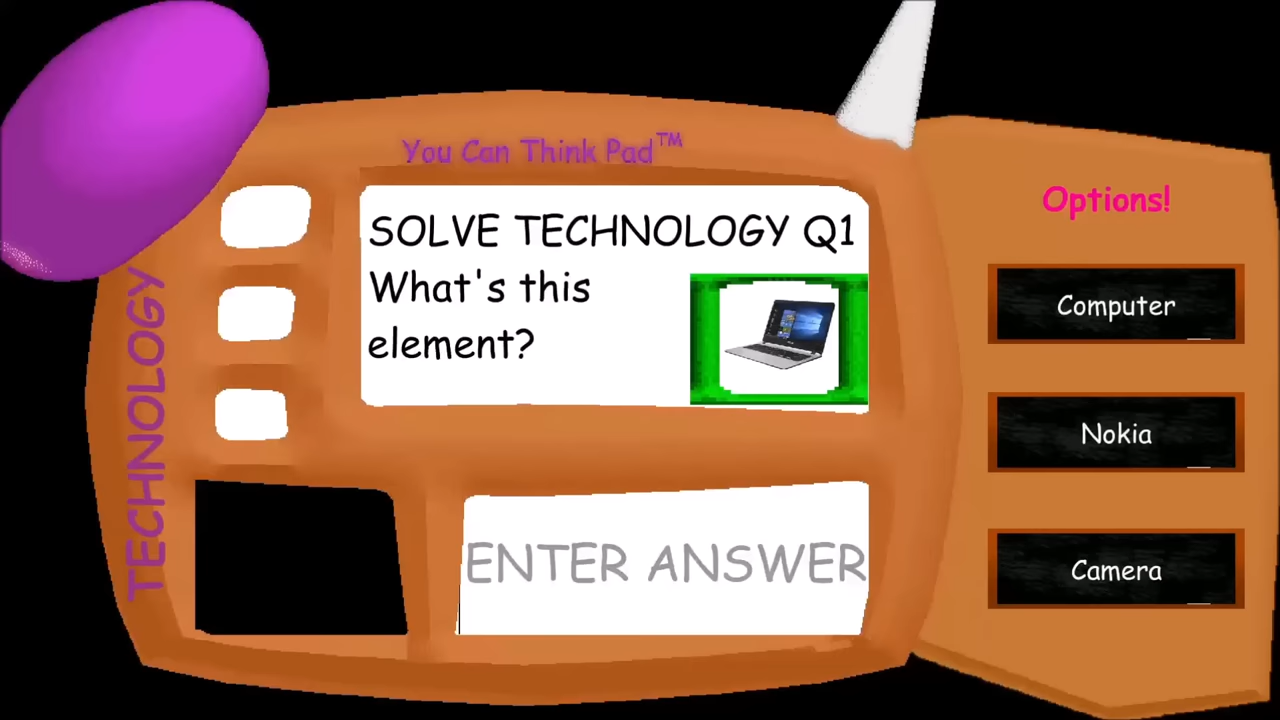 You Can Think Pad™
TECHNOLOGY
SOLVE TECHNOLOGY Q1
What's this
element?
ENTER ANSWER
Options!
Computer
Nokia
Camera